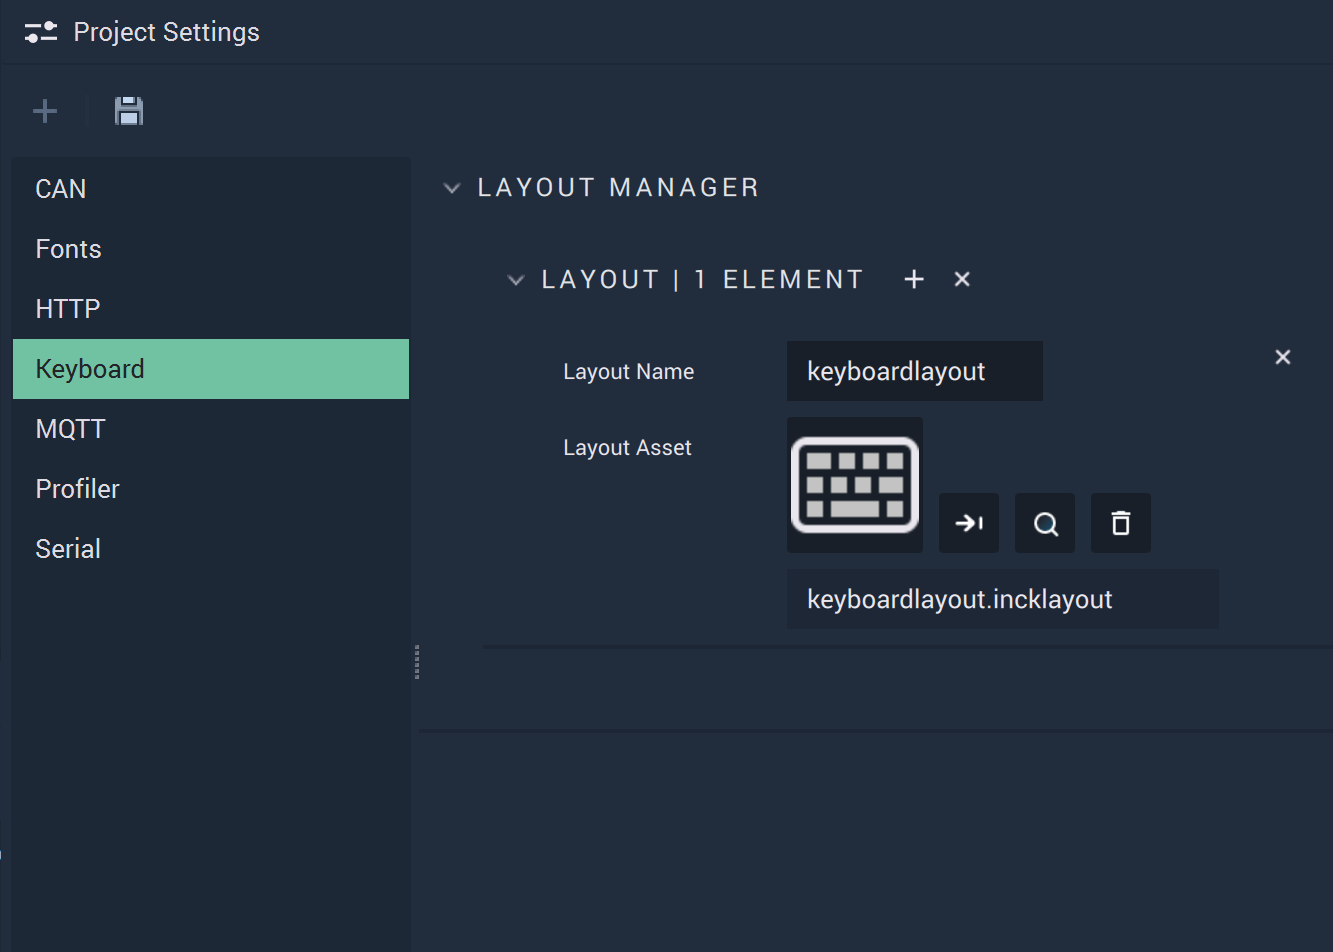 Project Settings
CAN
Fonts
HTTP
Keyboard
MQTT
Profiler
Serial
LAYOUT MANAGER
LAYOUT | 1 ELEMENT
Layout Name
keyboardlayout
Layout Asset
keyboardlayout.incklayout